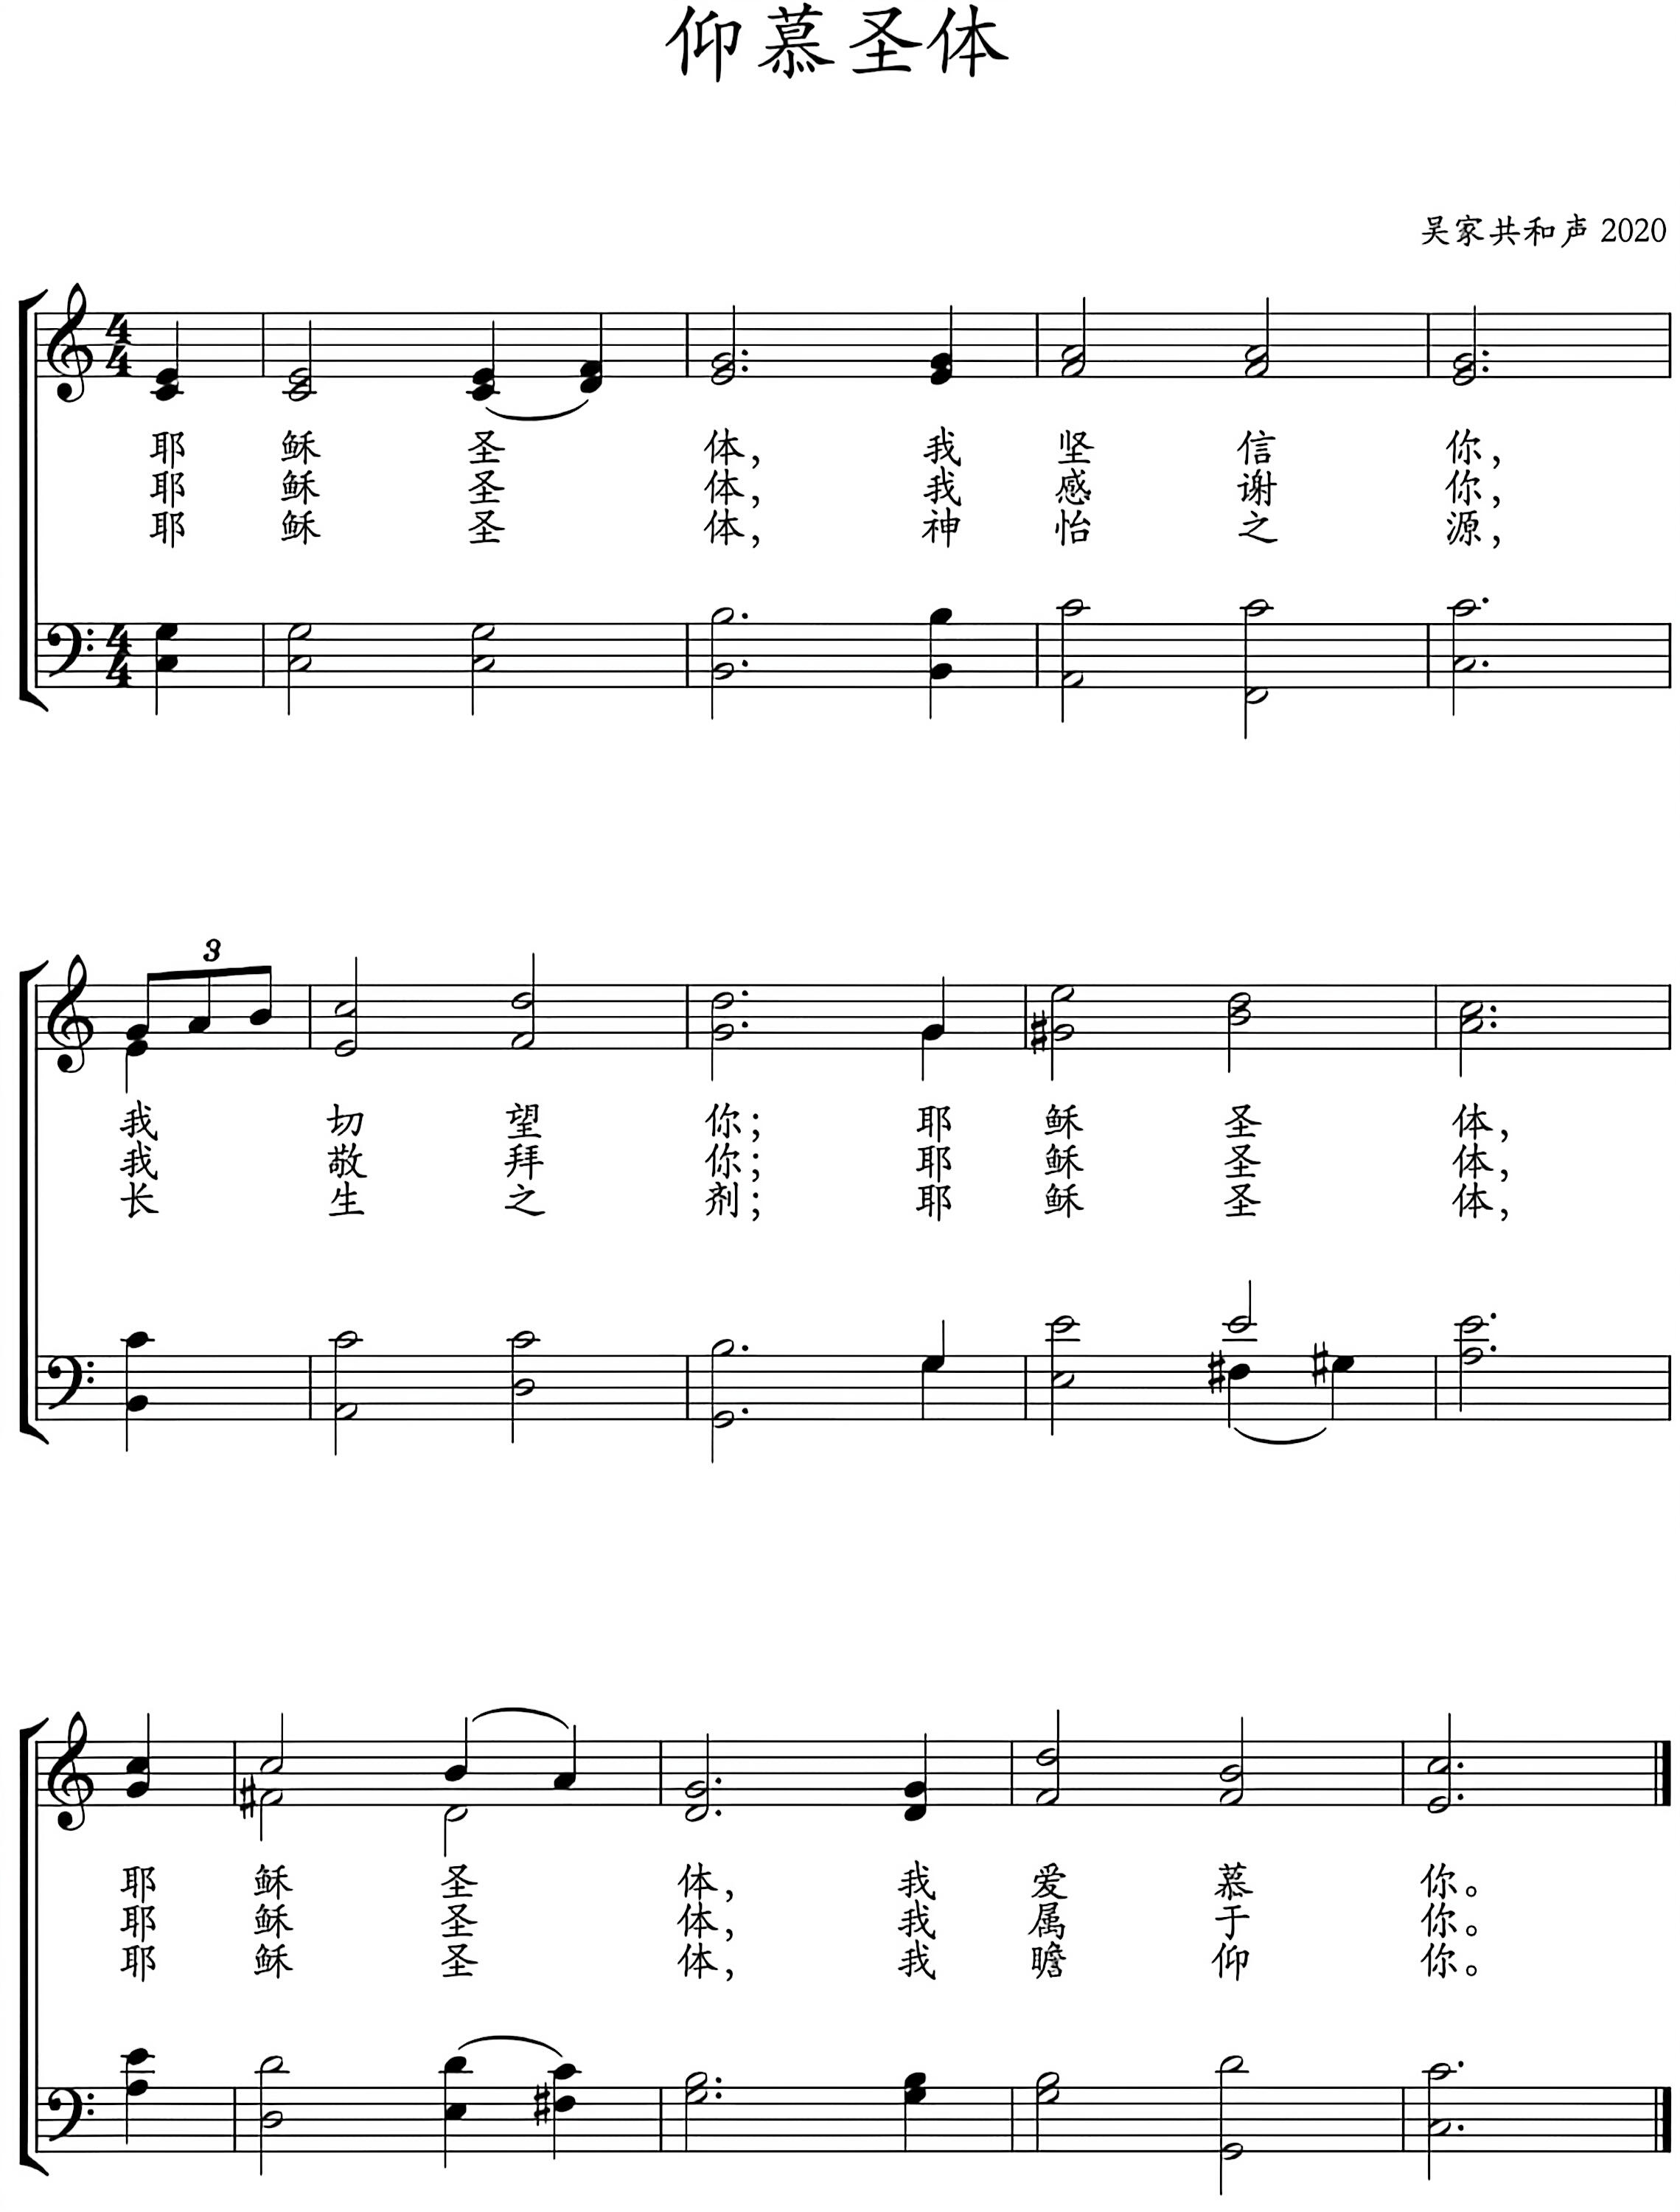 仰慕圣体
吴家共和声 2020
耶 稣 圣 体, 我 坚 信 你,
耶 稣 圣 体, 我 感 谢 你,
耶 稣 圣 体, 神 怡 之 源,
3
我 切 望 你; 耶 稣 圣 体,
我 敬 拜 你; 耶 稣 圣 体,
长 生 之 剂; 耶 稣 圣 体,
耶 稣 圣 体, 我 爱 慕 你。
耶 稣 圣 体, 我 属 于 你。
耶 稣 圣 体, 我 瞻 仰 你。